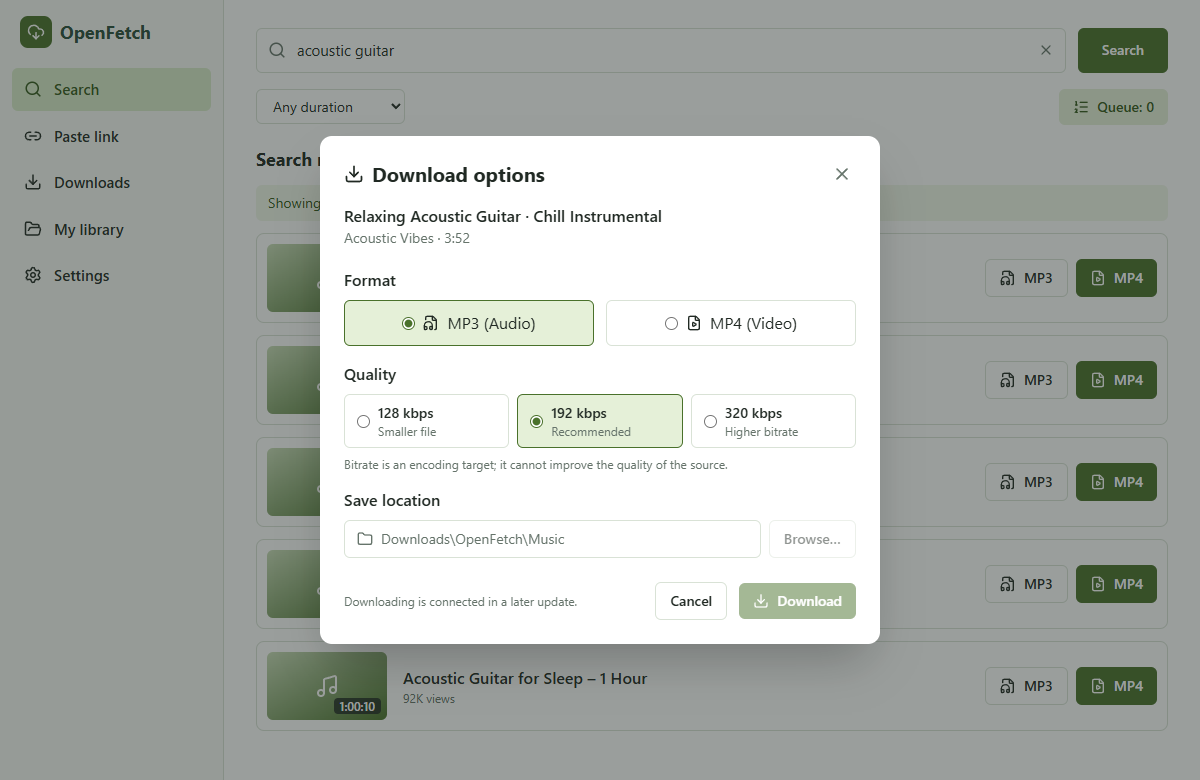 OpenFetch
Search
Paste link
Downloads
My library
Settings
acoustic guitar
Search
Any duration
Queue: 0
Search
Showing
Download options
Relaxing Acoustic Guitar · Chill Instrumental
Acoustic Vibes · 3:52
Format
MP3 (Audio)
MP4 (Video)
Quality
128 kbps
Smaller file
192 kbps
Recommended
320 kbps
Higher bitrate
Bitrate is an encoding target; it cannot improve the quality of the source.
Save location
Downloads\OpenFetch\Music
Browse...
Downloading is connected in a later update.
Cancel
Download
MP3 MP4
MP3 MP4
MP3 MP4
MP3 MP4
1:00:10
Acoustic Guitar for Sleep – 1 Hour
92K views
MP3 MP4